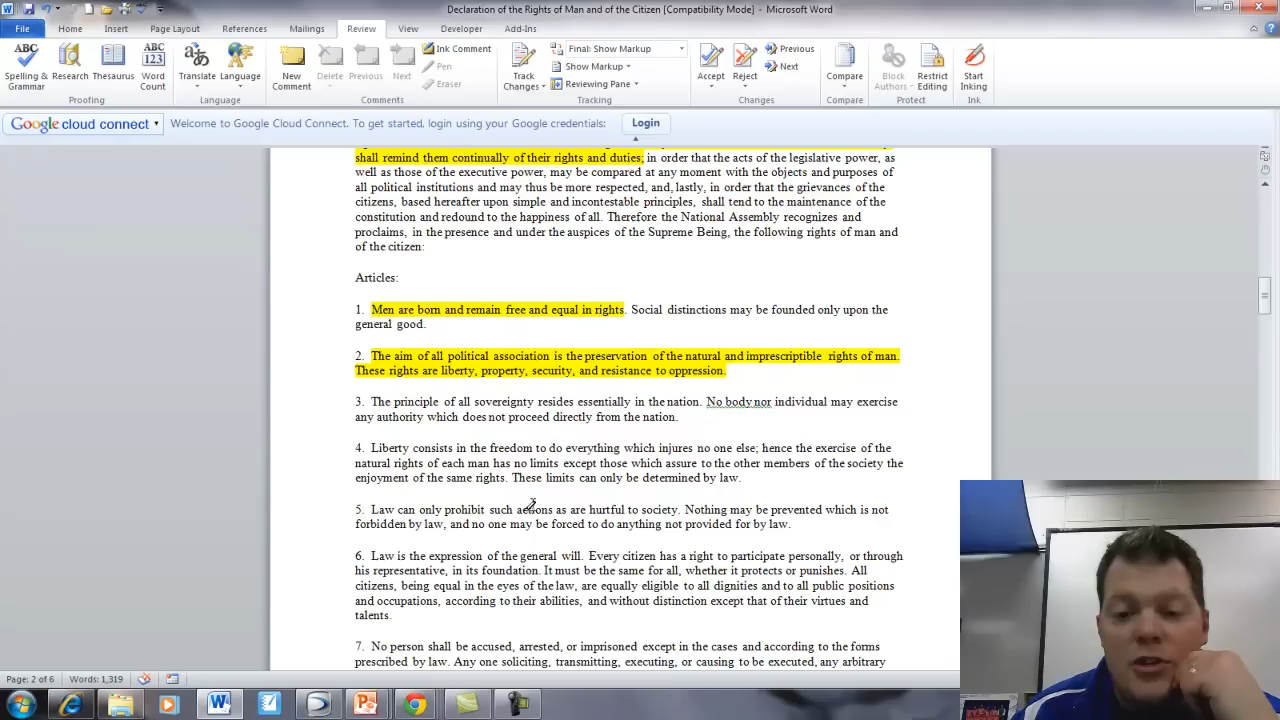 Declaration of the Rights of Man and of the Citizen [Compatibility Mode] - Microsoft Word
File Home Insert Page Layout References Mailings Review View Developer Add-Ins
ABC ABC 123 Ink Comment Final: Show Markup Previous
Pen Show Markup Next
Eraser Reviewing Pane
Spelling & Grammar Research Thesaurus Word Count Translate Language New Comment Delete Previous Next Track Changes Accept Reject Compare Block Authors Restrict Editing Start Inking
Proofing Language Comments Tracking Changes Compare Protect Ink
Google cloud connect Welcome to Google Cloud Connect. To get started, login using your Google credentials: Login
shall remind them continually of their rights and duties; in order that the acts of the legislative power, as
well as those of the executive power, may be compared at any moment with the objects and purposes of
all political institutions and may thus be more respected, and, lastly, in order that the grievances of the
citizens, based hereafter upon simple and incontestable principles, shall tend to the maintenance of the
constitution and redound to the happiness of all. Therefore the National Assembly recognizes and
proclaims, in the presence and under the auspices of the Supreme Being, the following rights of man and
of the citizen:
Articles:
1. Men are born and remain free and equal in rights. Social distinctions may be founded only upon the
general good.
2. The aim of all political association is the preservation of the natural and imprescriptible rights of man.
These rights are liberty, property, security, and resistance to oppression.
3. The principle of all sovereignty resides essentially in the nation. No body nor individual may exercise
any authority which does not proceed directly from the nation.
4. Liberty consists in the freedom to do everything which injures no one else; hence the exercise of the
natural rights of each man has no limits except those which assure to the other members of the society the
enjoyment of the same rights. These limits can only be determined by law.
5. Law can only prohibit such actions as are hurtful to society. Nothing may be prevented which is not
forbidden by law, and no one may be forced to do anything not provided for by law.
6. Law is the expression of the general will. Every citizen has a right to participate personally, or through
his representative, in its foundation. It must be the same for all, whether it protects or punishes. All
citizens, being equal in the eyes of the law, are equally eligible to all dignities and to all public positions
and occupations, according to their abilities, and without distinction except that of their virtues and
talents.
7. No person shall be accused, arrested, or imprisoned except in the cases and according to the forms
prescribed by law. Any one soliciting, transmitting, executing, or causing to be executed, any arbitrary
Page: 2 of 6 Words: 1,319